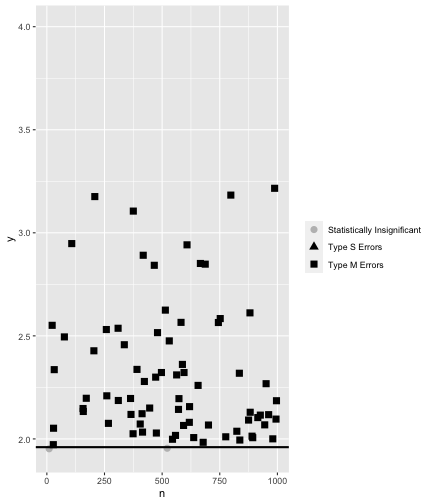 4.0
3.5
3.0
2.5
2.0
y
0 250 500 750 1000
n
Statistically Insignificant
Type S Errors
Type M Errors